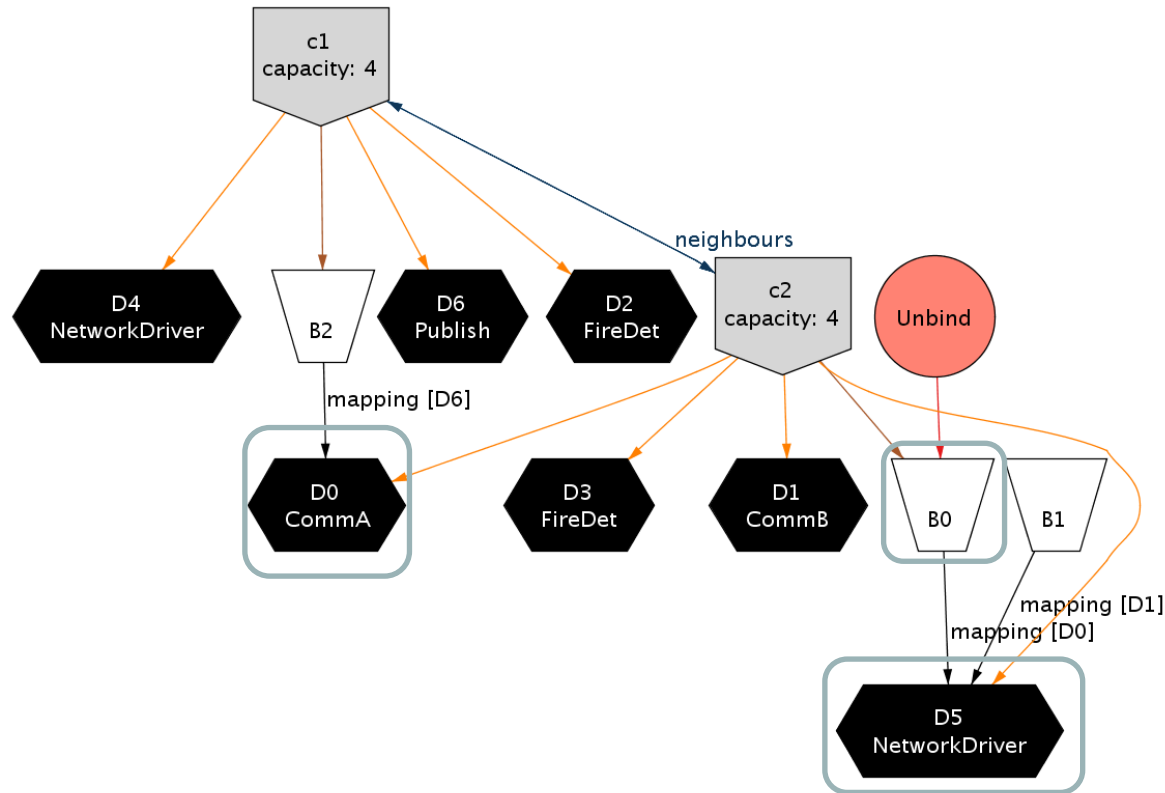 c1
capacity: 4
neighbours
D4
NetworkDriver
B2
D6
Publish
D2
FireDet
c2
capacity: 4
Unbind
mapping [D6]
D0
CommA
D3
FireDet
D1
CommB
B0
B1
mapping [D1]
mapping [D0]
D5
NetworkDriver